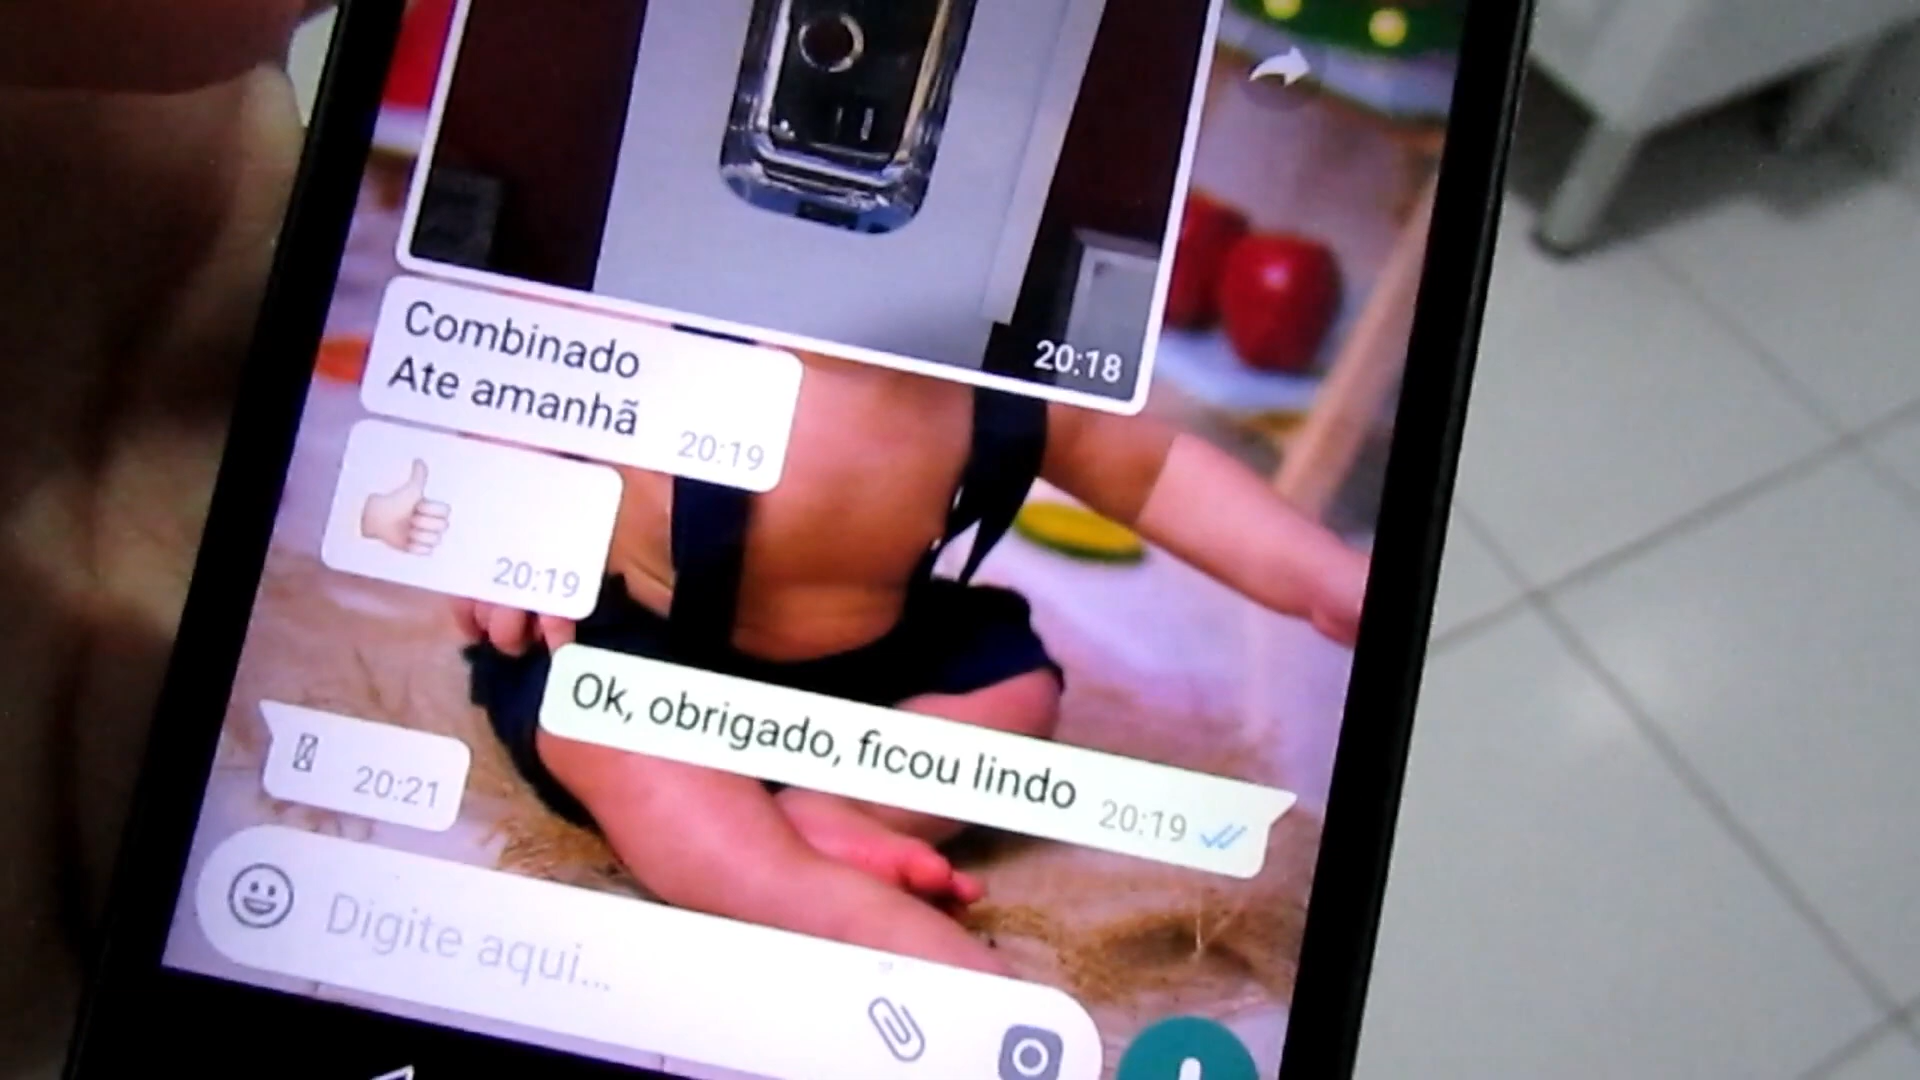 20:18
Combinado
Ate amanhã
20:19
20:19
Ok, obrigado, ficou lindo 20:19
20:21
Digite aqui...